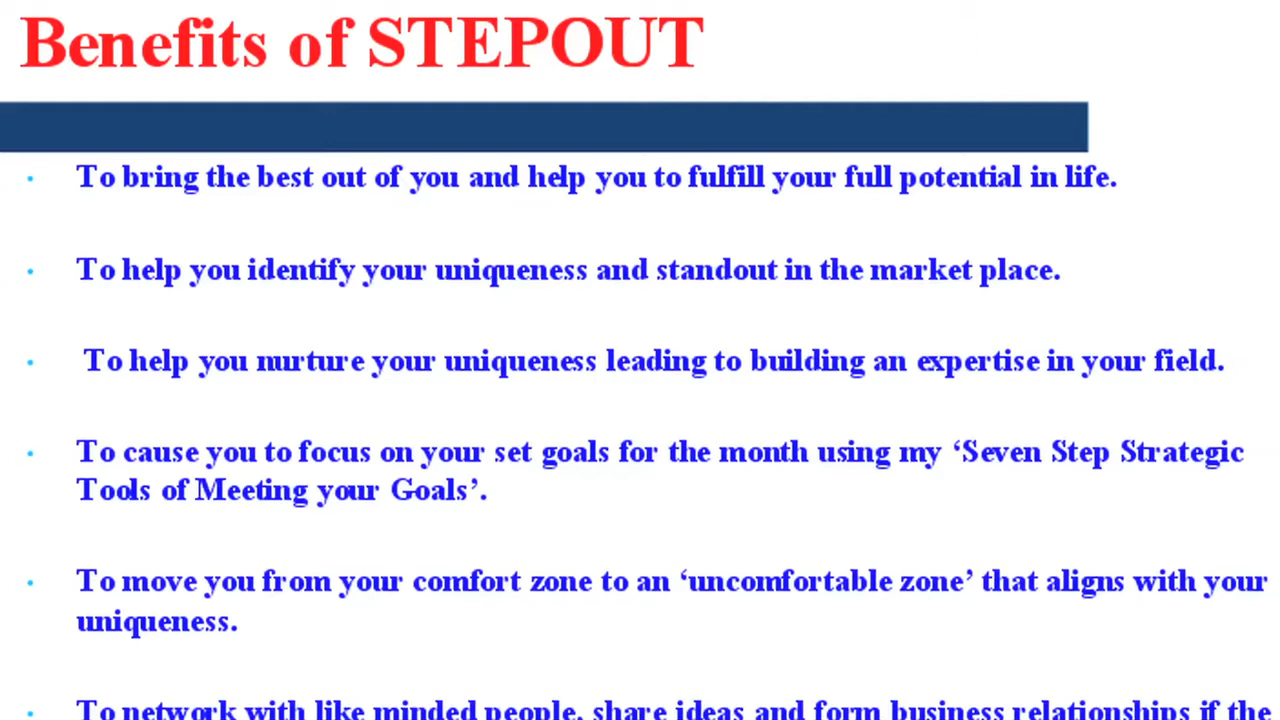 Benefits of STEPOUT
• To bring the best out of you and help you to fulfill your full potential in life.
• To help you identify your uniqueness and standout in the market place.
• To help you nurture your uniqueness leading to building an expertise in your field.
• To cause you to focus on your set goals for the month using my ‘Seven Step Strategic
Tools of Meeting your Goals’.
• To move you from your comfort zone to an ‘uncomfortable zone’ that aligns with your
uniqueness.
• To network with like minded people, share ideas and form business relationships if the